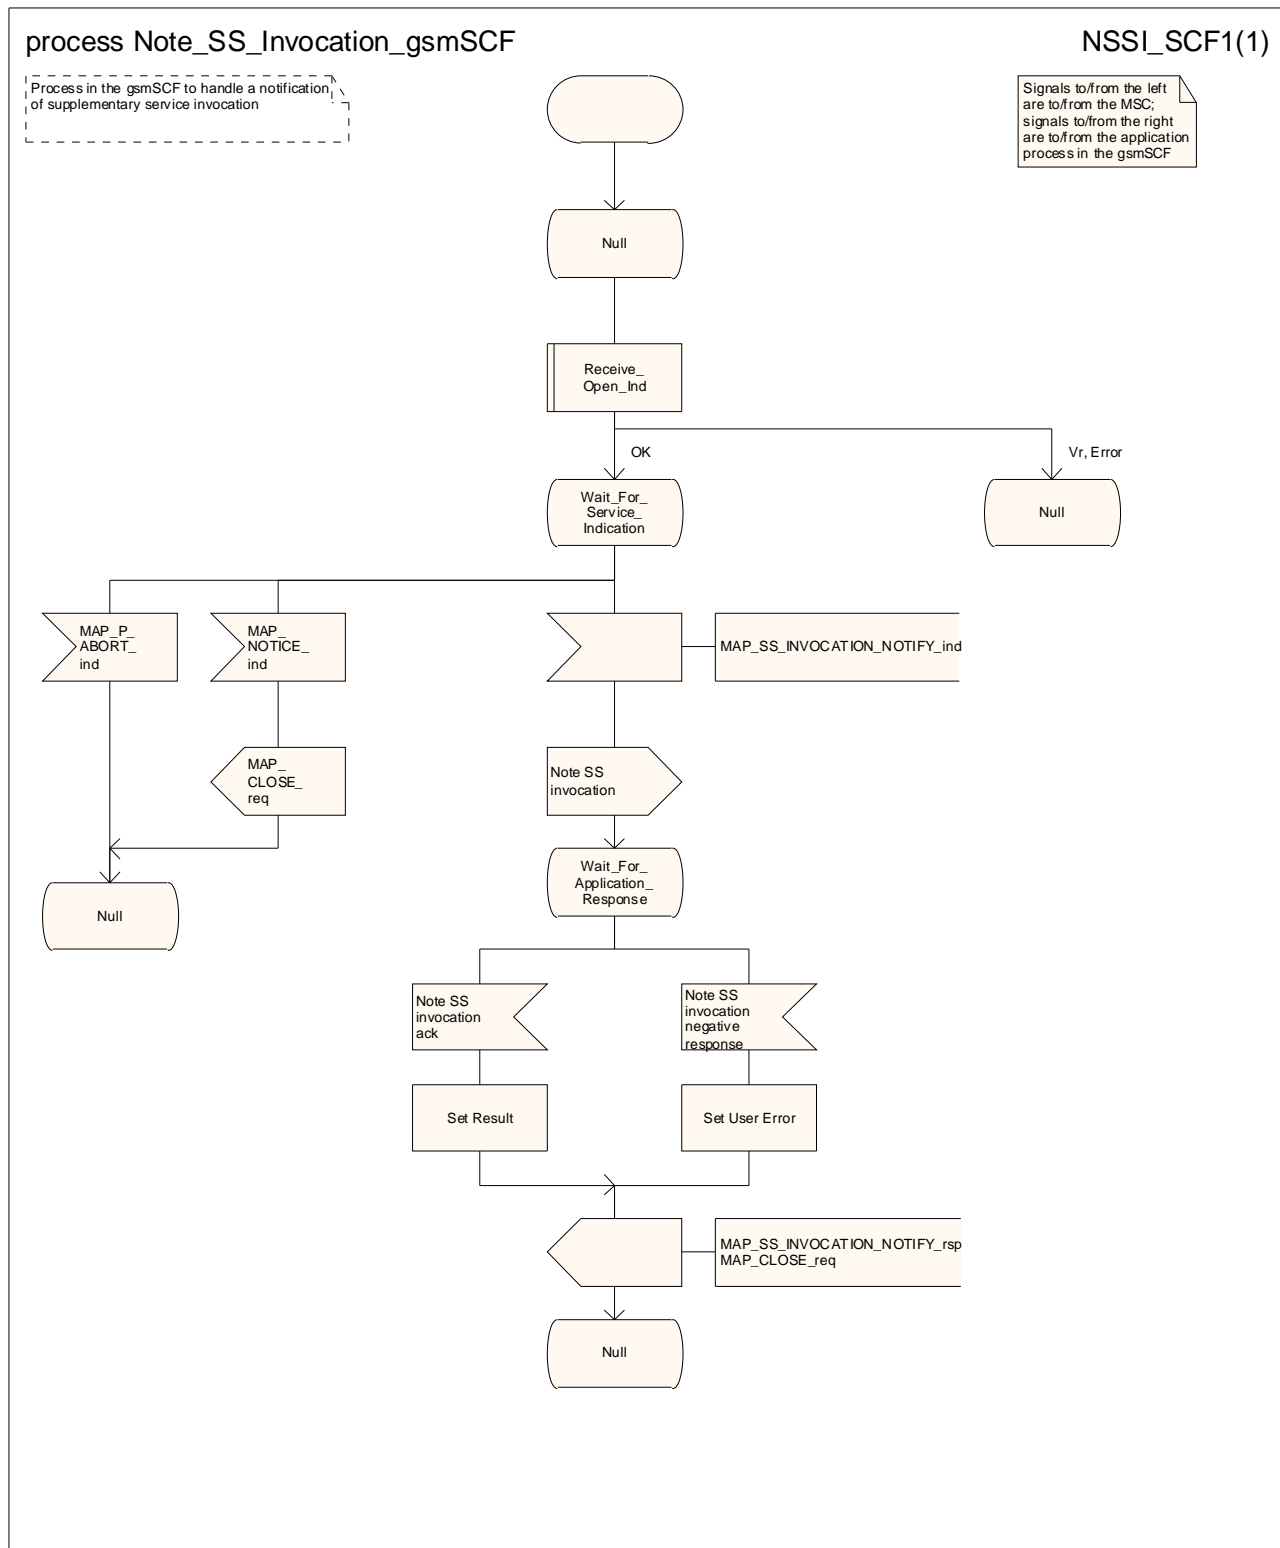 process Note_SS_Invocation_gsmSCF
NSSI_SCF1(1)
Process in the gsmSCF to handle a notification
of supplementary service invocation
Signals to/from the left
are to/from the MSC;
signals to/from the right
are to/from the application
process in the gsmSCF
Null
Receive_
Open_Ind
OK
Vr, Error
Wait_For_
Service_
Indication
Null
MAP_P_
ABORT_
ind
MAP_
NOTICE_
ind
MAP_SS_INVOCATION_NOTIFY_ind
MAP_
CLOSE_
req
Note SS
invocation
Wait_For_
Application_
Response
Null
Note SS
invocation
ack
Note SS
invocation
negative
response
Set Result
Set User Error
MAP_SS_INVOCATION_NOTIFY_rsp
MAP_CLOSE_req
Null